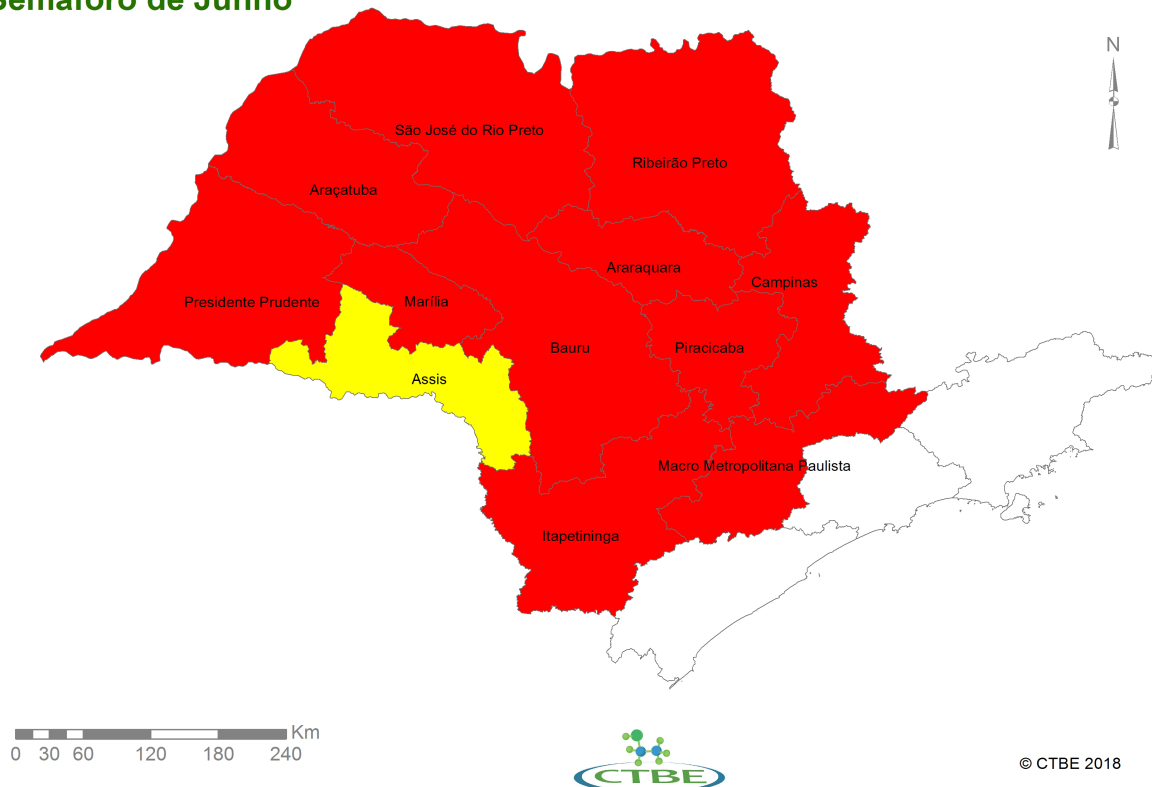 Semáforo de Junho
N
São José do Rio Preto
Ribeirão Preto
Araçatuba
Araraquara
Campinas
Presidente Prudente
Marília
Bauru
Piracicaba
Assis
Macro Metropolitana Paulista
Itapetininga
Km
0 30 60 120 180 240
CTBE
© CTBE 2018